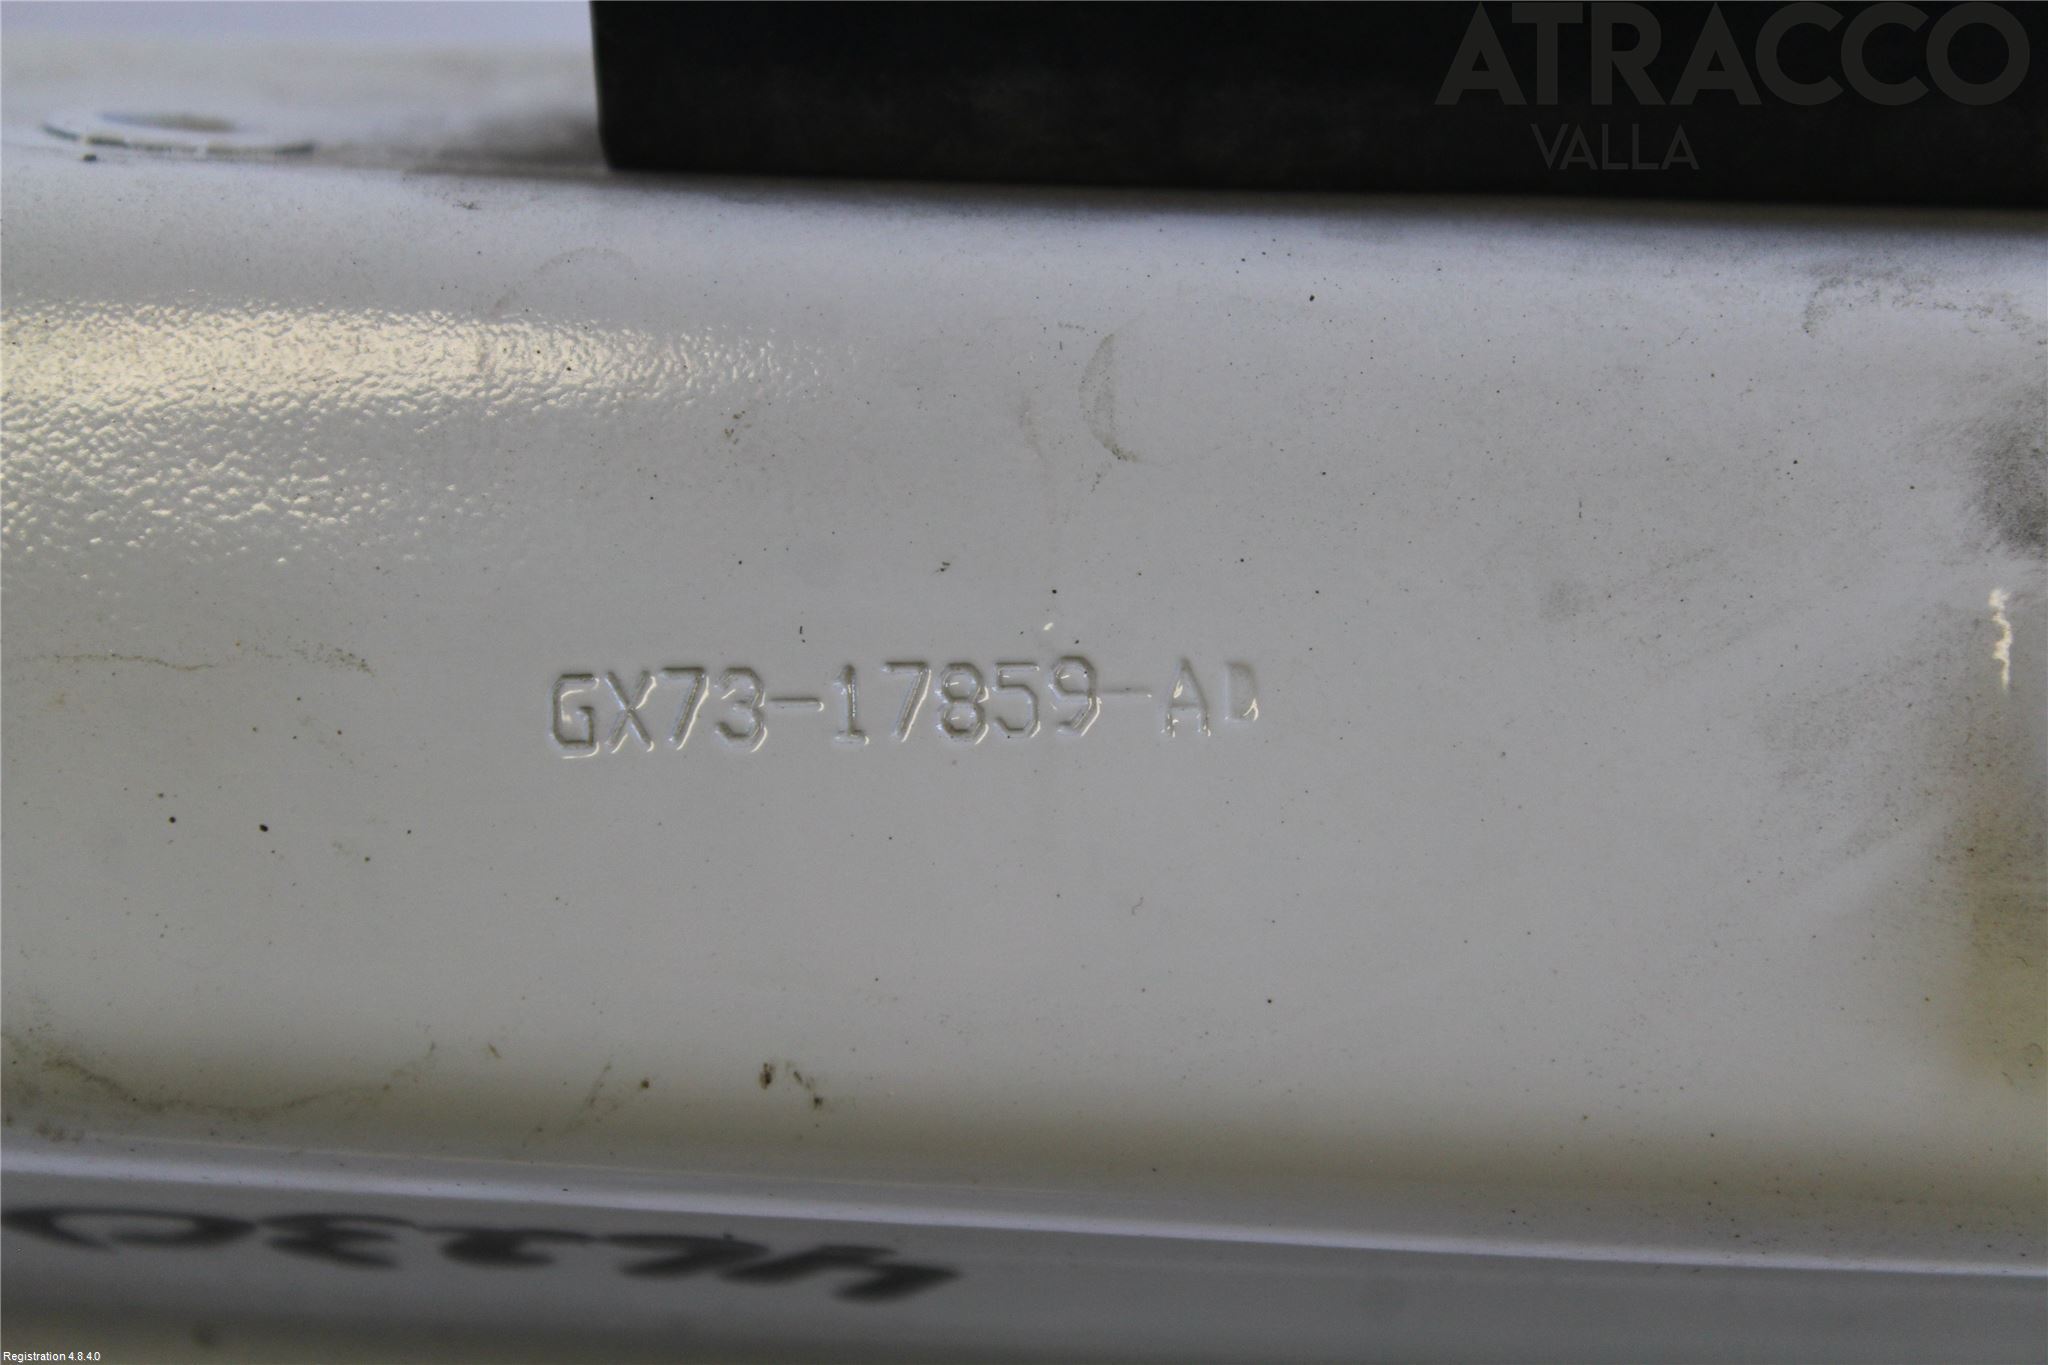 ATRACCO
VALLA
GX73-17859-AD
Registration 4.8.4.0